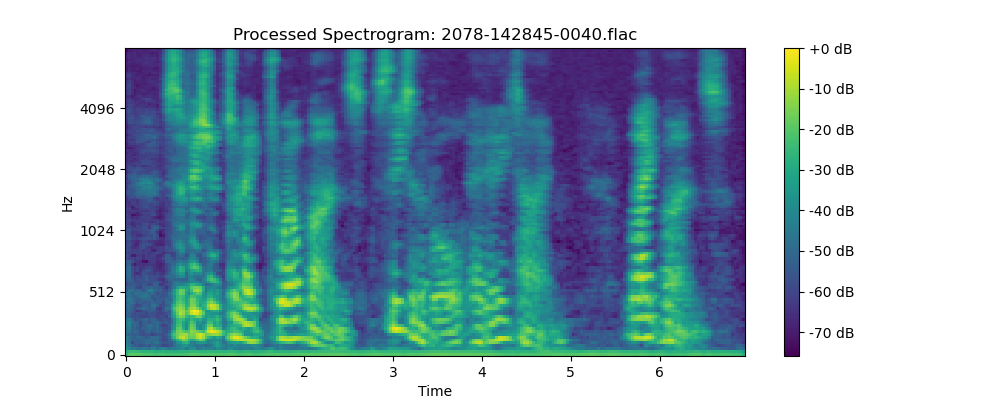 Processed Spectrogram: 2078-142845-0040.flac
Hz
4096
2048
1024
512
0
0 1 2 3 4 5 6
Time
+0 dB
-10 dB
-20 dB
-30 dB
-40 dB
-50 dB
-60 dB
-70 dB